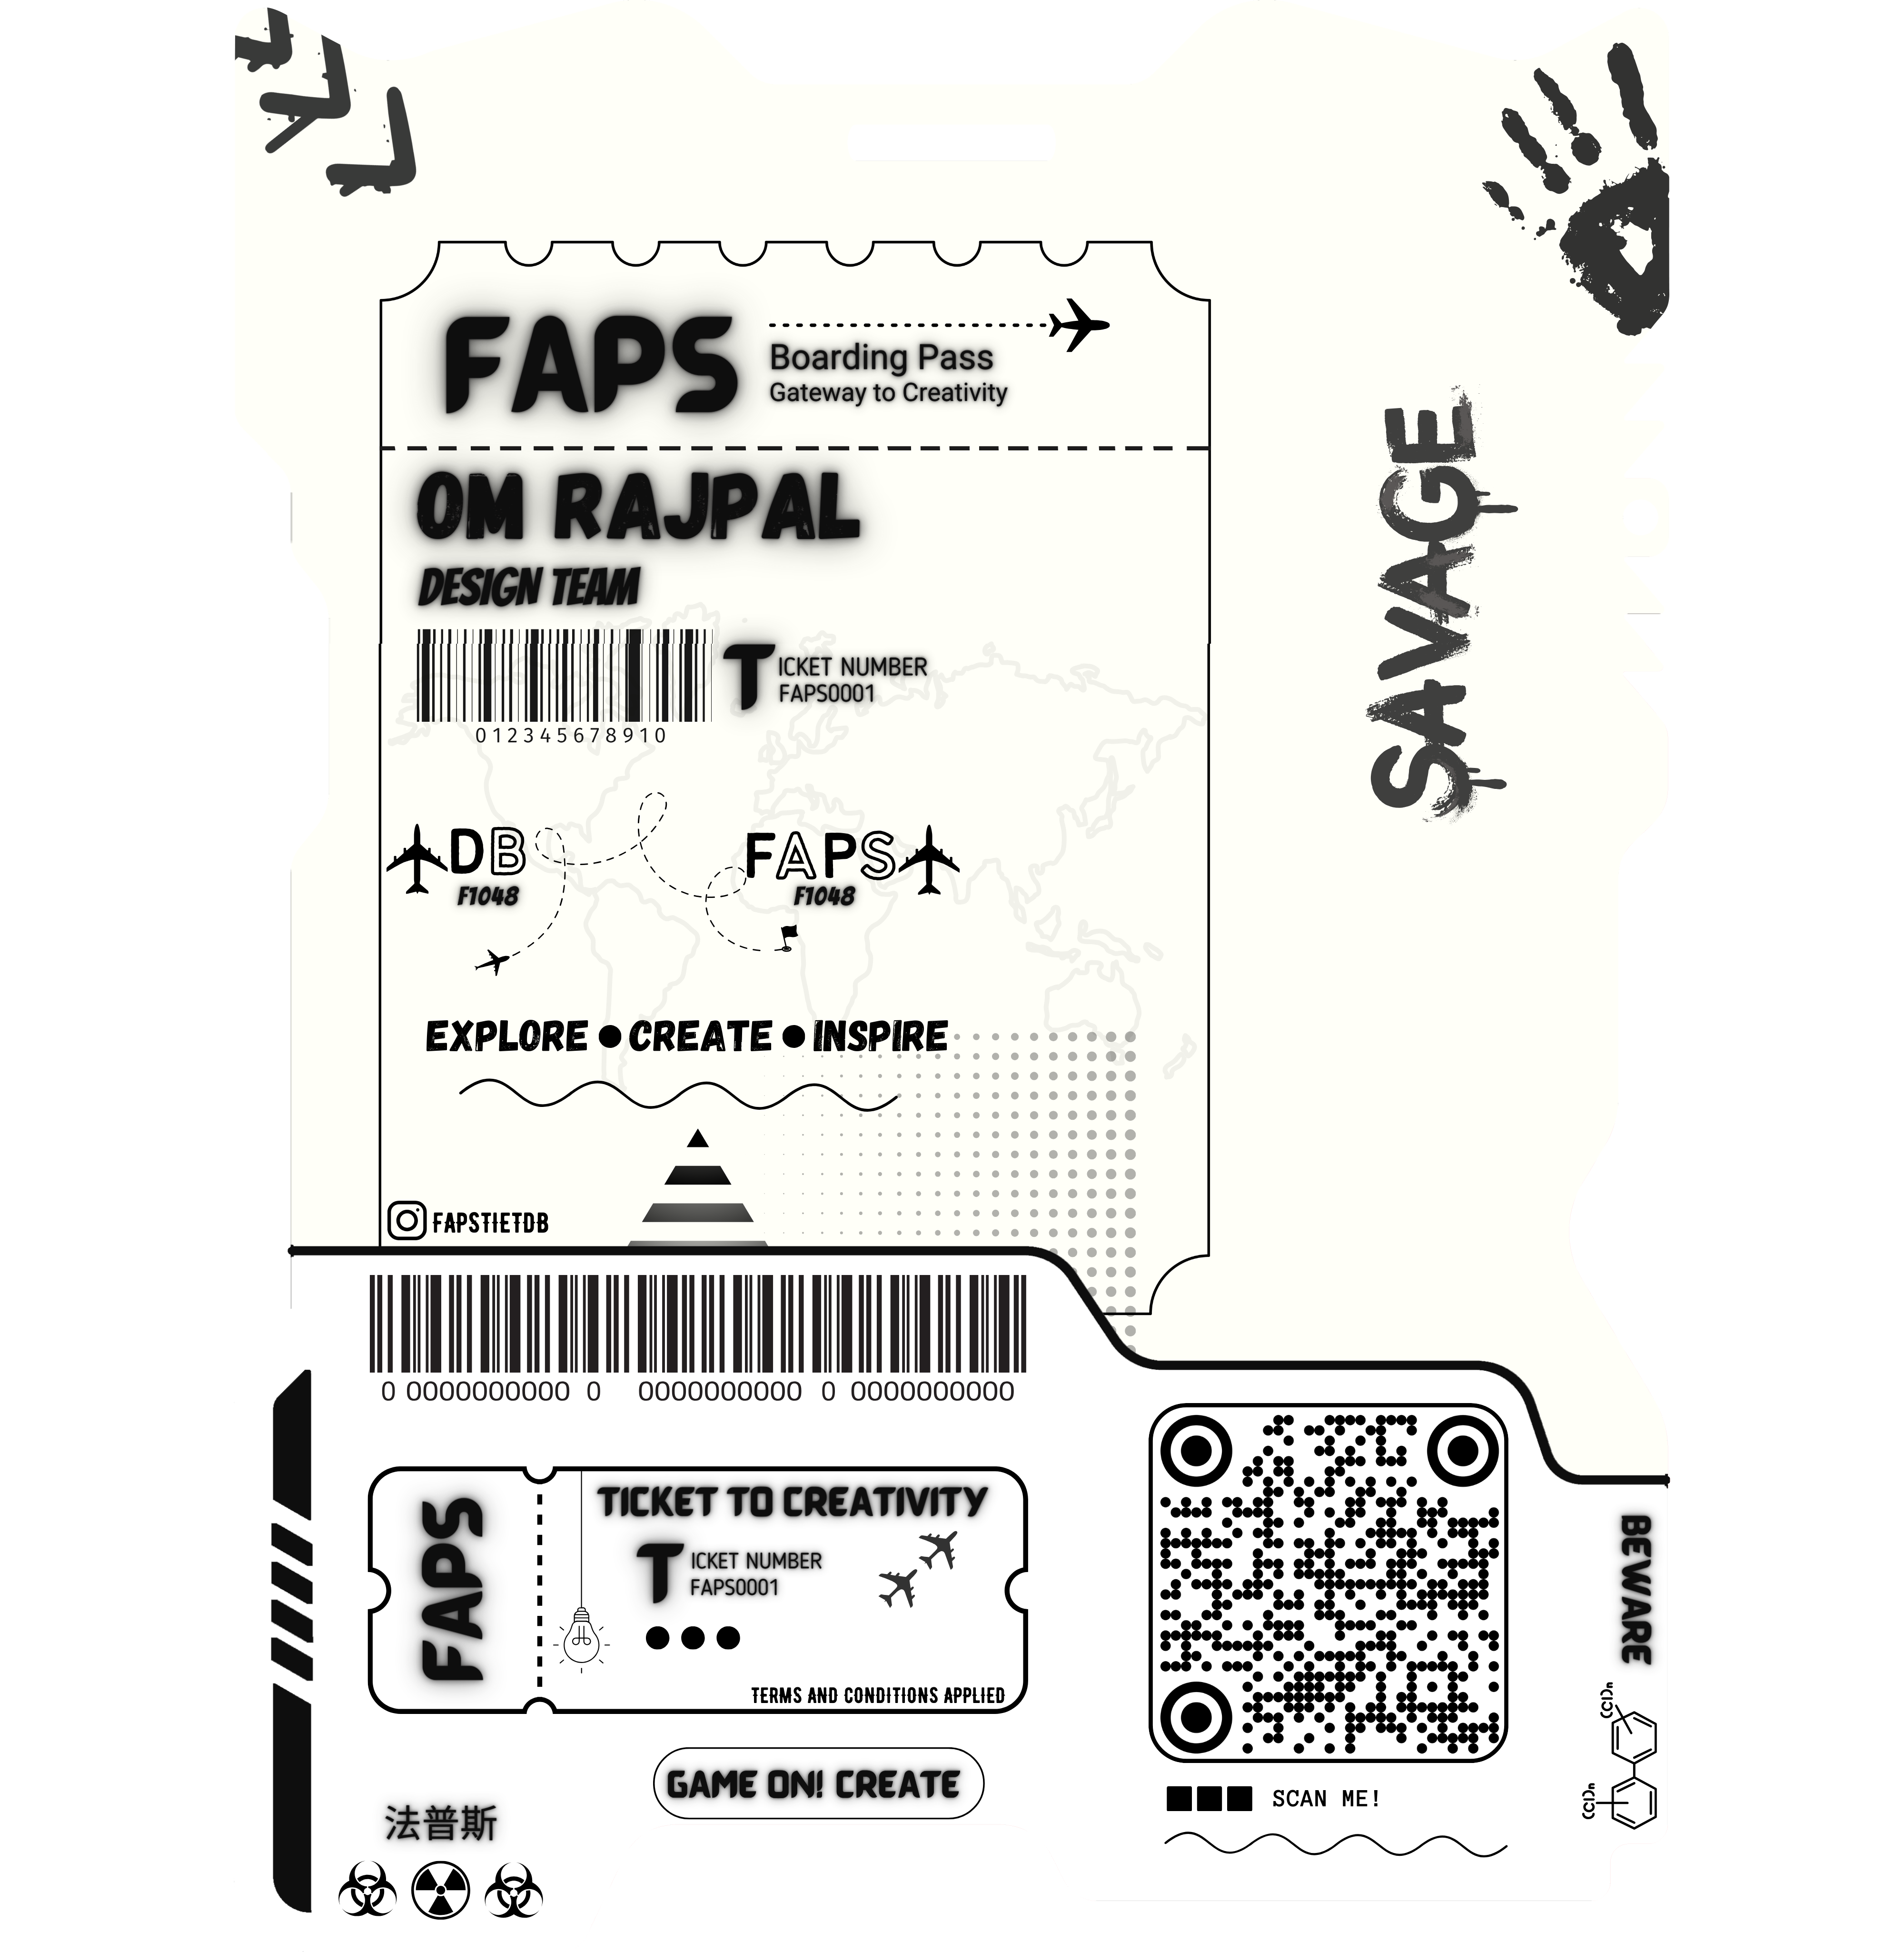 FAPS
Boarding Pass
Gateway to Creativity
OM RAJPAL
DESIGN TEAM
TICKET NUMBER
FAPS0001
012345678910
DB
F1048
FAPS
F1048
EXPLORE ● CREATE ● INSPIRE
FAPSTIETDB
SAVAGE
0 0000000000 0 0000000000 0 0000000000
FAPS
TICKET TO CREATIVITY
TICKET NUMBER
FAPS0001
TERMS AND CONDITIONS APPLIED
GAME ON! CREATE
法普斯
SCAN ME!
BEWARE
(Cl)n
(Cl)n